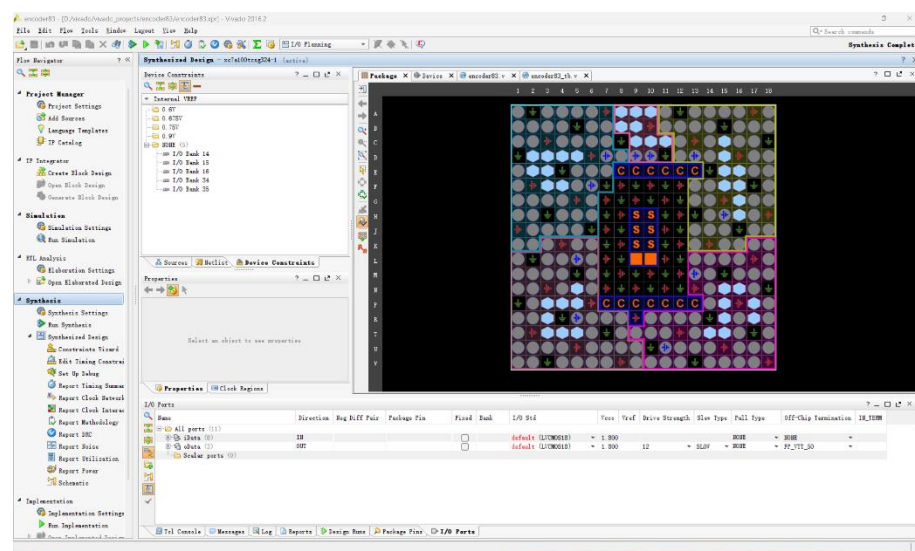 encoder83 - [D:/vivado/vivado_projects/encoder83/encoder83.xpr] - Vivado 2016.2
File Edit Flow Tools Window Layout View Help
Q- Search commands
I/O Planning
Synthesis Complete
Flow Navigator
Synthesized Design - xc7a100tcsg324-1 (active)
Project Manager
Project Settings
Add Sources
Language Templates
IP Catalog
IP Integrator
Create Block Design
Open Block Design
Generate Block Design
Simulation
Simulation Settings
Run Simulation
RTL Analysis
Elaboration Settings
Open Elaborated Design
Synthesis
Synthesis Settings
Run Synthesis
Synthesized Design
Constraints Wizard
Edit Timing Constrai
Set Up Debug
Report Timing Summar
Report Clock Network
Report Clock Interac
Report Methodology
Report DRC
Report Noise
Report Utilization
Report Power
Schematic
Implementation
Implementation Settings
Run Implementation
Open Implemented Design
Device Constraints
Internal VREF
0.6V
0.675V
0.75V
0.9V
NONE (5)
I/O Bank 14
I/O Bank 15
I/O Bank 16
I/O Bank 34
I/O Bank 35
Sources Netlist Device Constraints
Properties
Select an object to see properties
Properties Clock Regions
Package Device encoder83.v encoder83_tb.v
1 2 3 4 5 6 7 8 9 10 11 12 13 14 15 16 17 18
A
B
C
D
E C C C C C C
F
G
H S S
J S S
K S S
L
M
N
P C C C C C C C
R
T
U
V
I/O Ports
Name Direction Neg Diff Pair Package Pin Fixed Bank I/O Std Vcco Vref Drive Strength Slew Type Pull Type Off-Chip Termination IN_TERM
All ports (11)
iData (8) IN default (LVCMOS18) 1.800 NONE NONE
oData (3) OUT default (LVCMOS18) 1.800 12 SLOW NONE FP_VTT_50
Scalar ports (0)
Tcl Console Messages Log Reports Design Runs Package Pins I/O Ports